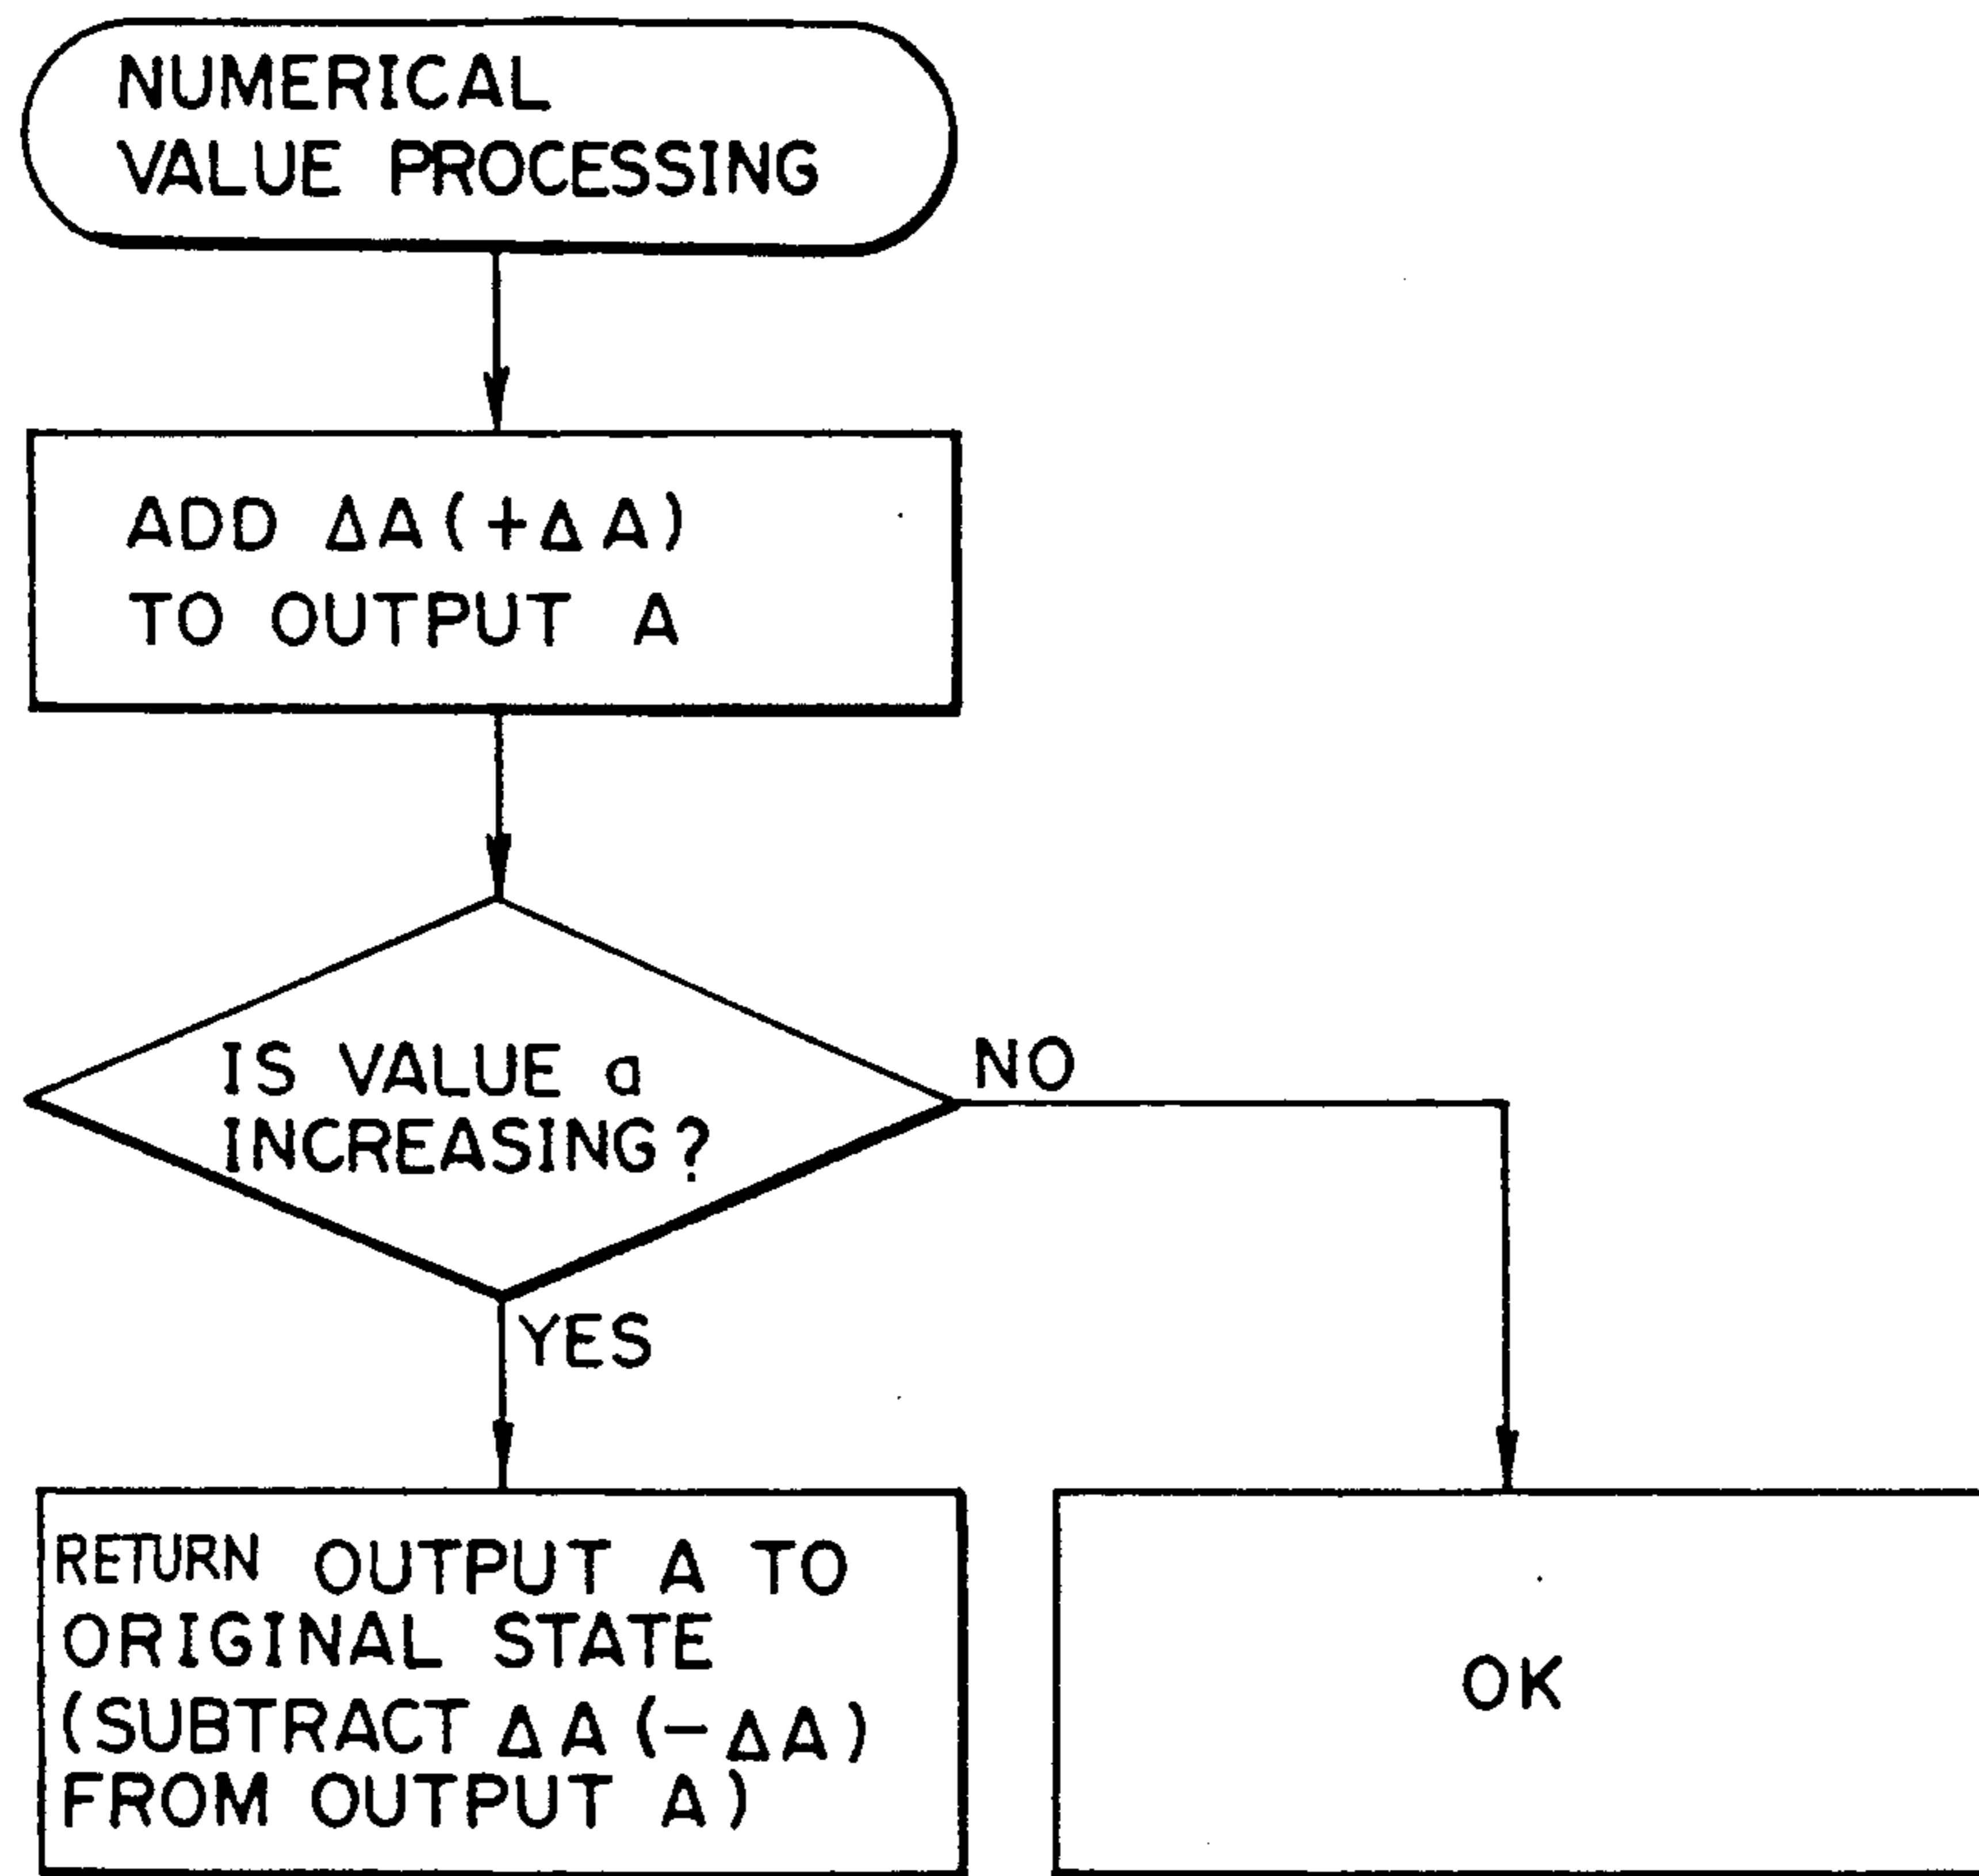 NUMERICAL
VALUE PROCESSING
ADD ΔA(+ΔA)
TO OUTPUT A
IS VALUE a
INCREASING?
NO
YES
RETURN OUTPUT A TO
ORIGINAL STATE
(SUBTRACT ΔA (-ΔA)
FROM OUTPUT A)
OK